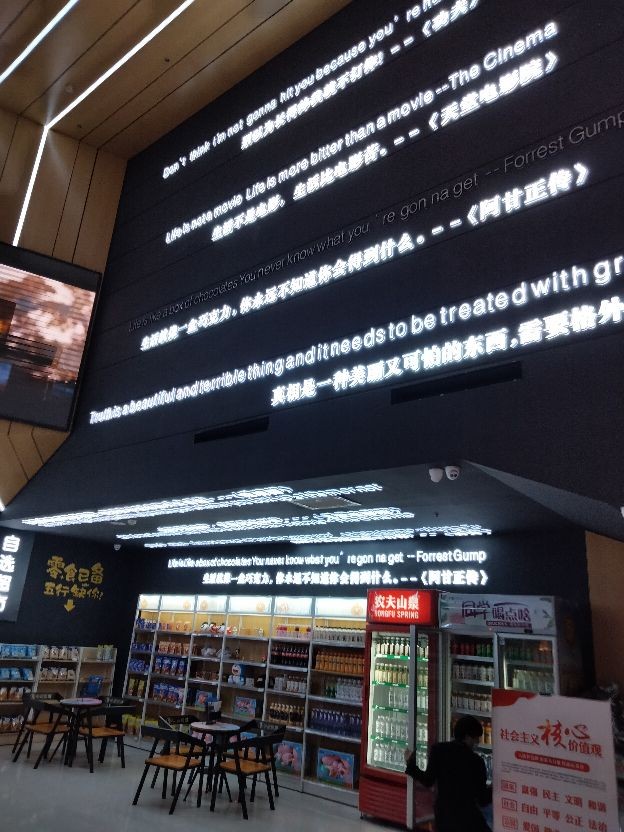 Don't think i'm not gonna hit you because you're
--《功夫》
Life is not a movie Life is more bitter than a movie --The Cinema
生活不是电影，生活比电影苦。--《天堂电影院》
Life is like a box of chocolates You never know what you're gon na get -- Forrest Gump
生活就像一盒巧克力，你永远不知道你会得到什么。--《阿甘正传》
Truth is a beautiful and terrible thing and it needs to be treated with
真相是一种美丽又可怕的东西，需要格外
Life is like a box of chocolates You never know what you're gon na get --Forrest Gump
生活就像一盒巧克力，你永远不知道你会得到什么。--《阿甘正传》
自选
零食已备
五行缺你!
农夫山泉
NONGFU SPRING
同学喝点啥
社会主义核心价值观
富强 民主 文明 和谐
自由 平等 公正 法治
爱国